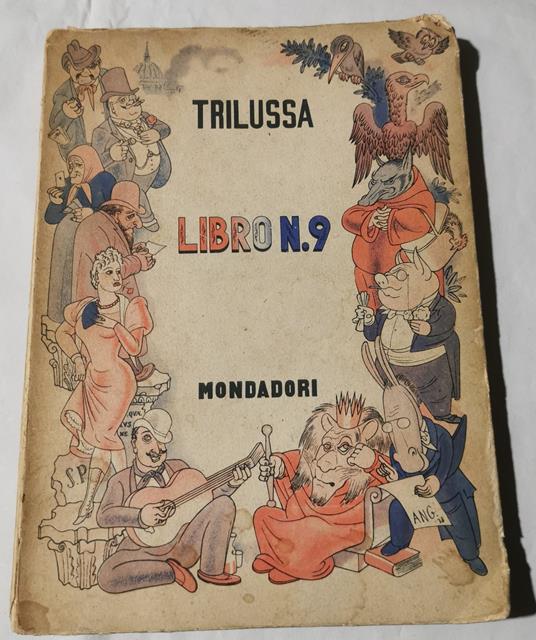 TRILUSSA
LIBRO N.9
MONDADORI
S.P
ANG.